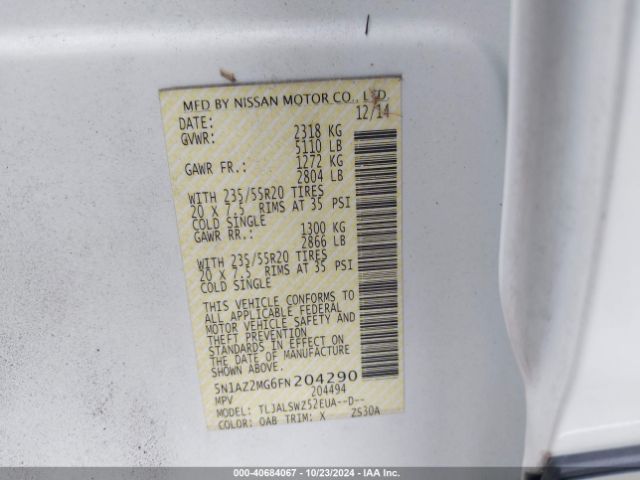 MFD BY NISSAN MOTOR CO., LTD.
DATE: 12/14
GVWR: 2318 KG
5110 LB
GAWR FR.: 1272 KG
2804 LB
WITH 235/55R20 TIRES
20 X 7.5 RIMS AT 35 PSI
COLD SINGLE
GAWR RR.: 1300 KG
2866 LB
WITH 235/55R20 TIRES
20 X 7.5 RIMS AT 35 PSI
COLD SINGLE
THIS VEHICLE CONFORMS TO
ALL APPLICABLE FEDERAL
MOTOR VEHICLE SAFETY AND
THEFT PREVENTION
STANDARDS IN EFFECT ON
THE DATE OF MANUFACTURE
SHOWN ABOVE.
5N1AZ2MG6FN204290
MPV 204494
MODEL: TLJALSWZ52EUA--D--
COLOR: QAB TRIM: X ZS30A
000-40684067 - 10/23/2024 - IAA Inc.